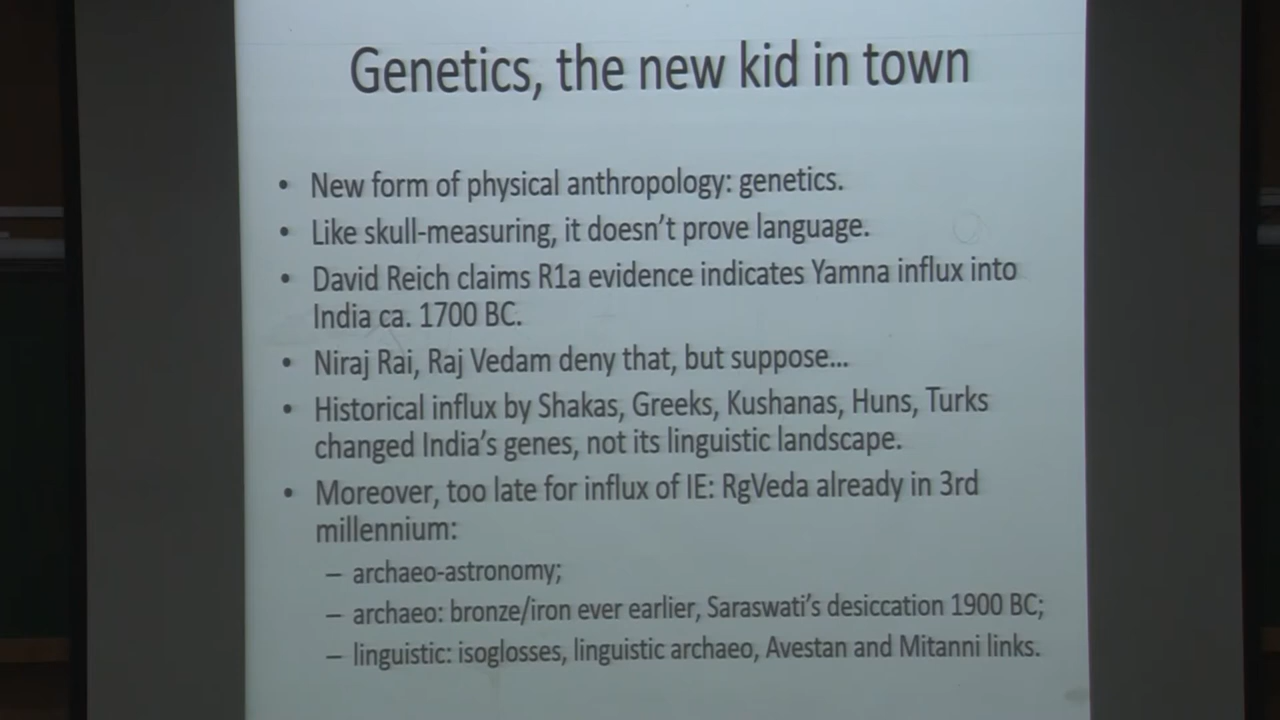 Genetics, the new kid in town
• New form of physical anthropology: genetics.
• Like skull-measuring, it doesn't prove language.
• David Reich claims R1a evidence indicates Yamna influx into
India ca. 1700 BC.
• Niraj Rai, Raj Vedam deny that, but suppose...
• Historical influx by Shakas, Greeks, Kushanas, Huns, Turks
changed India's genes, not its linguistic landscape.
• Moreover, too late for influx of IE: RgVeda already in 3rd
millennium:
– archaeo-astronomy;
– archaeo: bronze/iron ever earlier, Saraswati's desiccation 1900 BC;
– linguistic: isoglosses, linguistic archaeo, Avestan and Mitanni links.